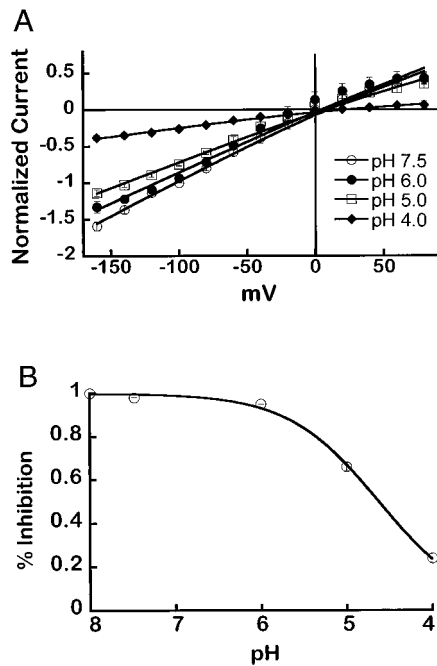 A
Normalized Current
0.5
0
-0.5
-1
-1.5
-2
-150 -100 -50 0 50
mV
pH 7.5
pH 6.0
pH 5.0
pH 4.0
B
% Inhibition
1
0.8
0.6
0.4
0.2
0
8 7 6 5 4
pH